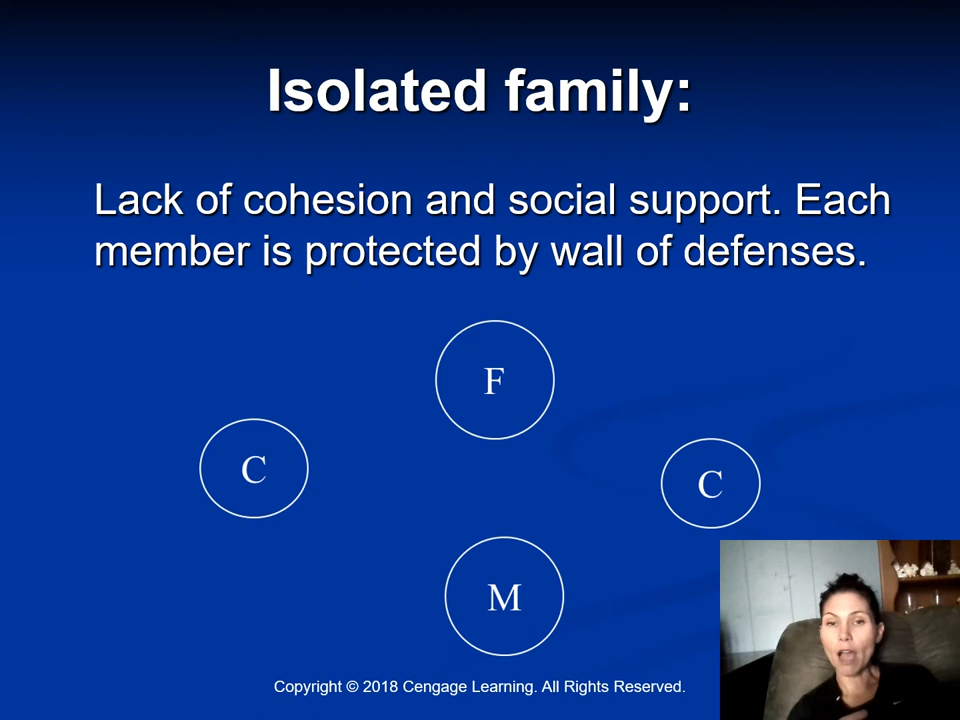 Isolated family:
Lack of cohesion and social support. Each
member is protected by wall of defenses.
F
C
C
M
Copyright © 2018 Cengage Learning. All Rights Reserved.